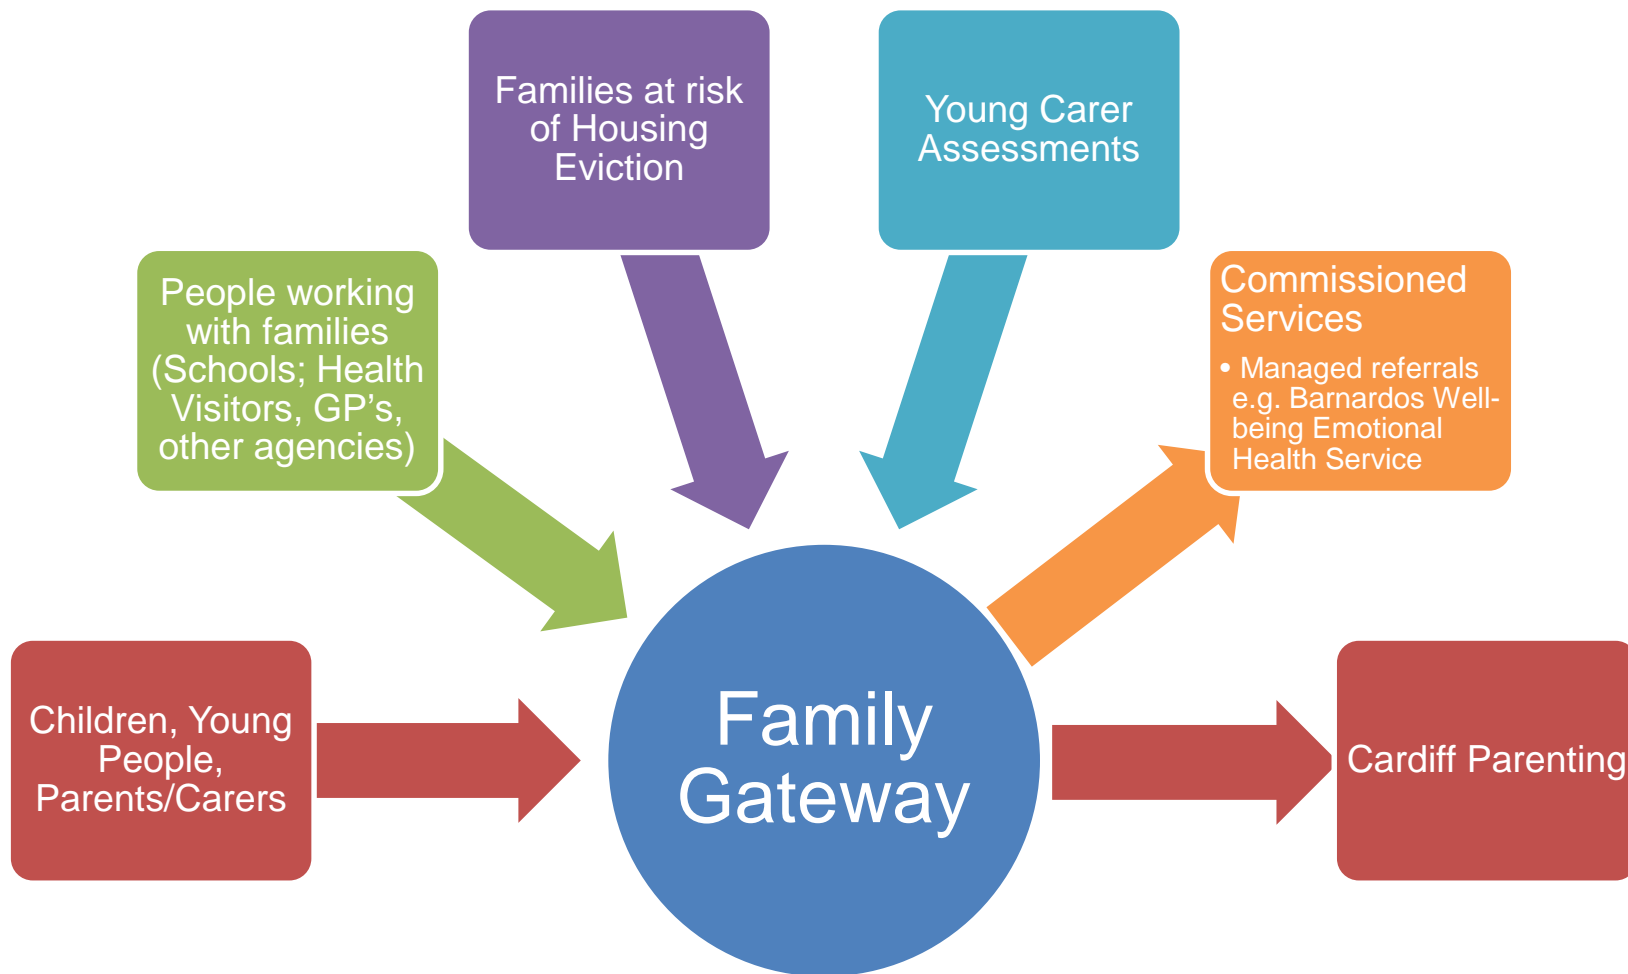 Families at risk
of Housing
Eviction
Young Carer
Assessments
People working
with families
(Schools; Health
Visitors, GP's,
other agencies)
Commissioned
Services
• Managed referrals
e.g. Barnardos Well-
being Emotional
Health Service
Children, Young
People,
Parents/Carers
Family
Gateway
Cardiff Parenting